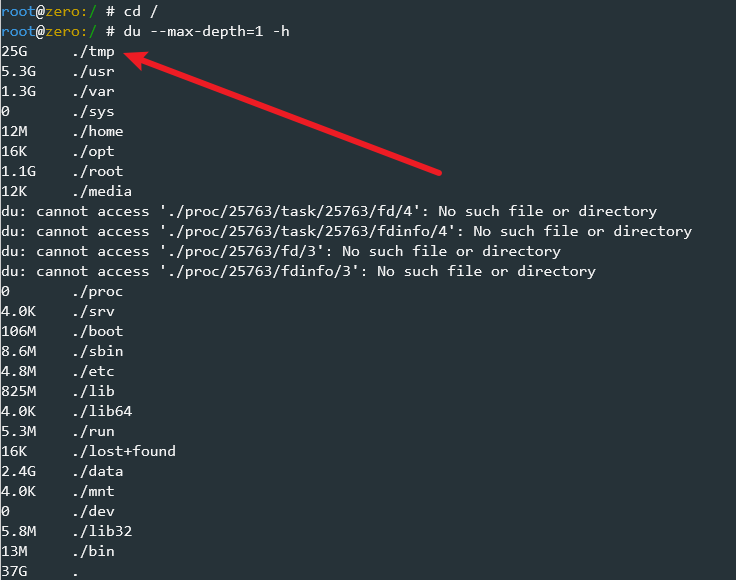 root@zero:/ # cd /
root@zero:/ # du --max-depth=1 -h
25G ./tmp
5.3G ./usr
1.3G ./var
0 ./sys
12M ./home
16K ./opt
1.1G ./root
12K ./media
du: cannot access './proc/25763/task/25763/fd/4': No such file or directory
du: cannot access './proc/25763/task/25763/fdinfo/4': No such file or directory
du: cannot access './proc/25763/fd/3': No such file or directory
du: cannot access './proc/25763/fdinfo/3': No such file or directory
0 ./proc
4.0K ./srv
106M ./boot
8.6M ./sbin
4.8M ./etc
825M ./lib
4.0K ./lib64
5.3M ./run
16K ./lost+found
2.4G ./data
4.0K ./mnt
0 ./dev
5.8M ./lib32
13M ./bin
37G .